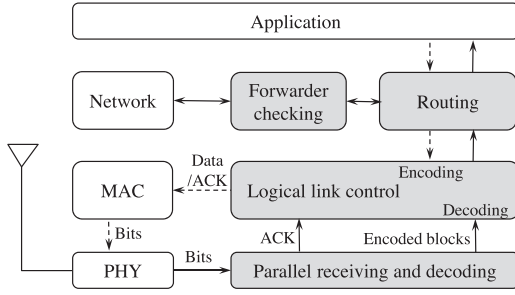 Application
Network
Forwarder
checking
Routing
Encoding
Data
/ACK
MAC
Logical link control
Decoding
Bits
ACK
Encoded blocks
Bits
PHY
Parallel receiving and decoding